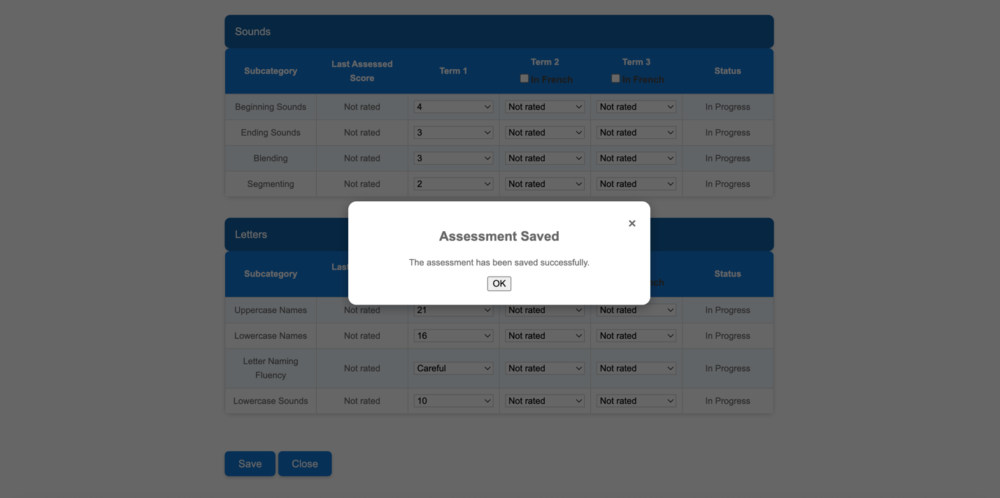 Sounds
Subcategory Last Assessed Score Term 1 Term 2 In French Term 3 In French Status
Beginning Sounds Not rated 4 Not rated Not rated In Progress
Ending Sounds Not rated 3 Not rated Not rated In Progress
Blending Not rated 3 Not rated Not rated In Progress
Segmenting Not rated 2 Not rated Not rated In Progress
Letters
×
Assessment Saved
The assessment has been saved successfully.
OK
Subcategory Las Status
Uppercase Names Not rated 21 Not rated Not rated In Progress
Lowercase Names Not rated 16 Not rated Not rated In Progress
Letter Naming Fluency Not rated Careful Not rated Not rated In Progress
Lowercase Sounds Not rated 10 Not rated Not rated In Progress
Save Close